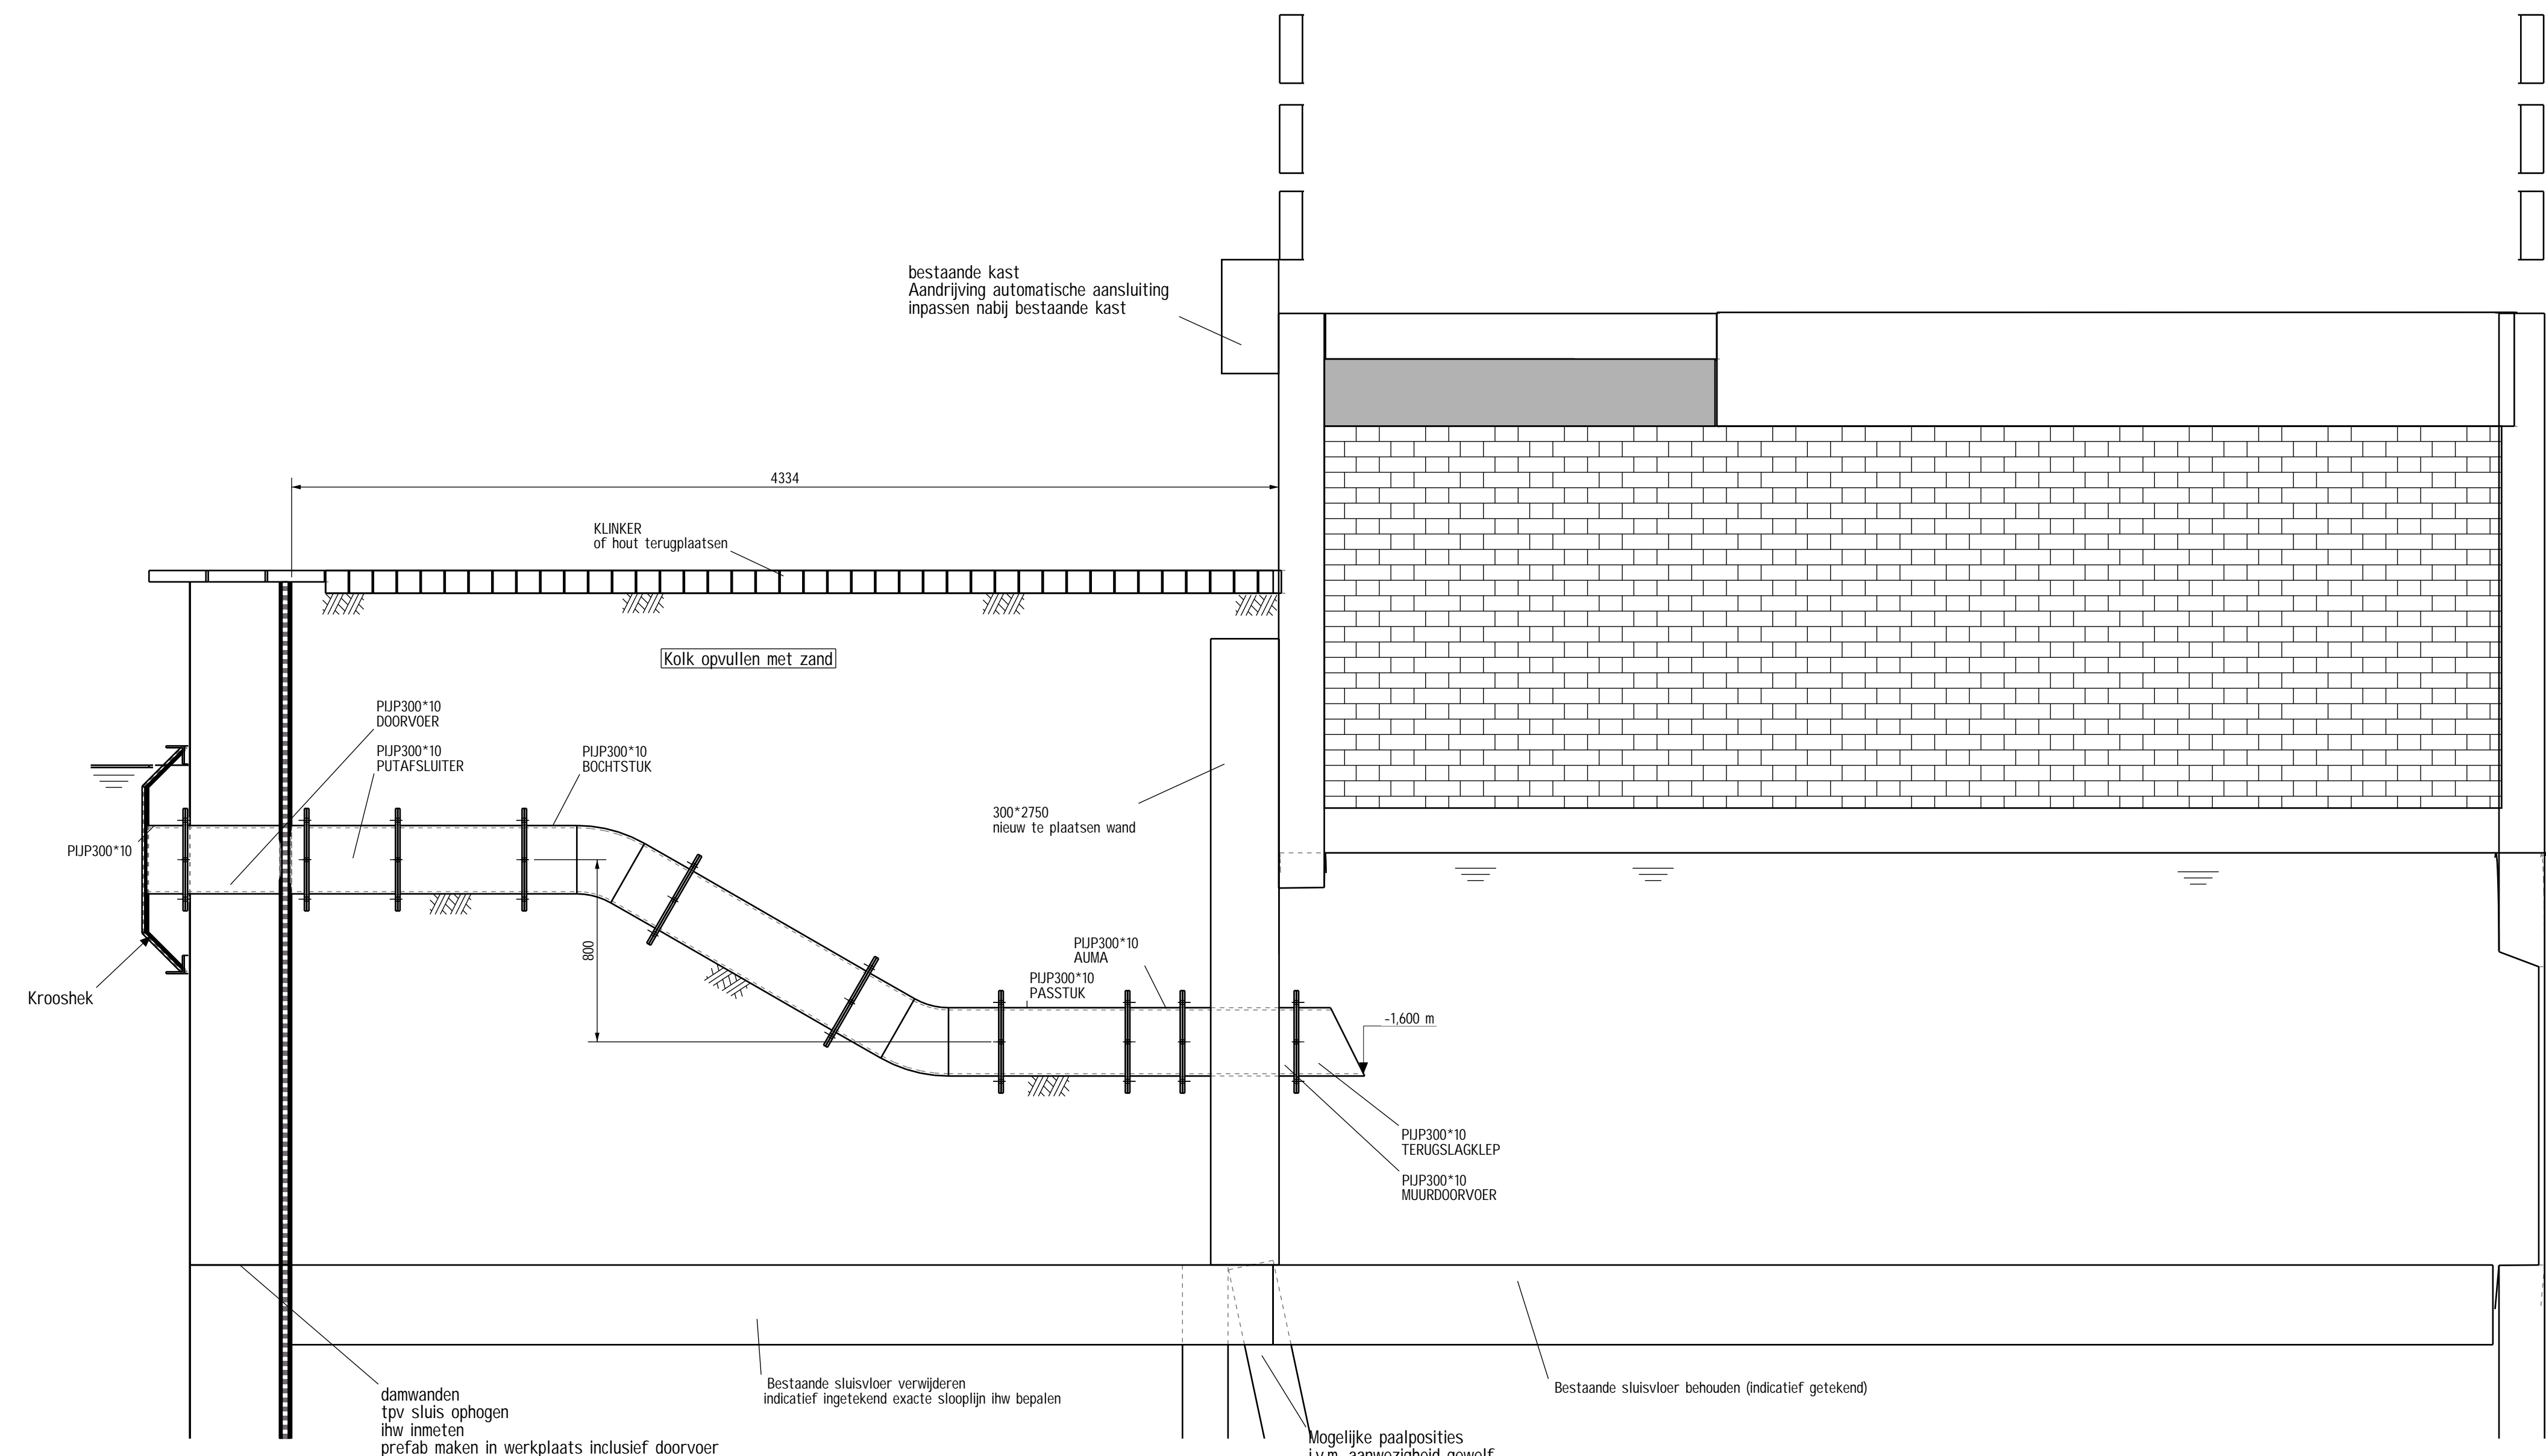 bestaande kast
Aandrijving automatische aansluiting
inpassen nabij bestaande kast
4334
KLINKER
of hout terugplaatsen
Kolk opvullen met zand
PIJP300*10
DOORVOER
PIJP300*10
PUTAFSLUITER
PIJP300*10
BOCHTSTUK
300*2750
nieuw te plaatsen wand
PIJP300*10
800
PIJP300*10
AUMA
PIJP300*10
PASSTUK
Krooshek
-1,600 m
PIJP300*10
TERUGSLAGKLEP
PIJP300*10
MUURDOORVOER
Bestaande sluisvloer verwijderen
indicatief ingetekend exacte slooplijn ihw bepalen
Bestaande sluisvloer behouden (indicatief getekend)
damwanden
tpv sluis ophogen
ihw inmeten
prefab maken in werkplaats inclusief doorvoer
Mogelijke paalposities
i.v.m. aanwezigheid gewelf